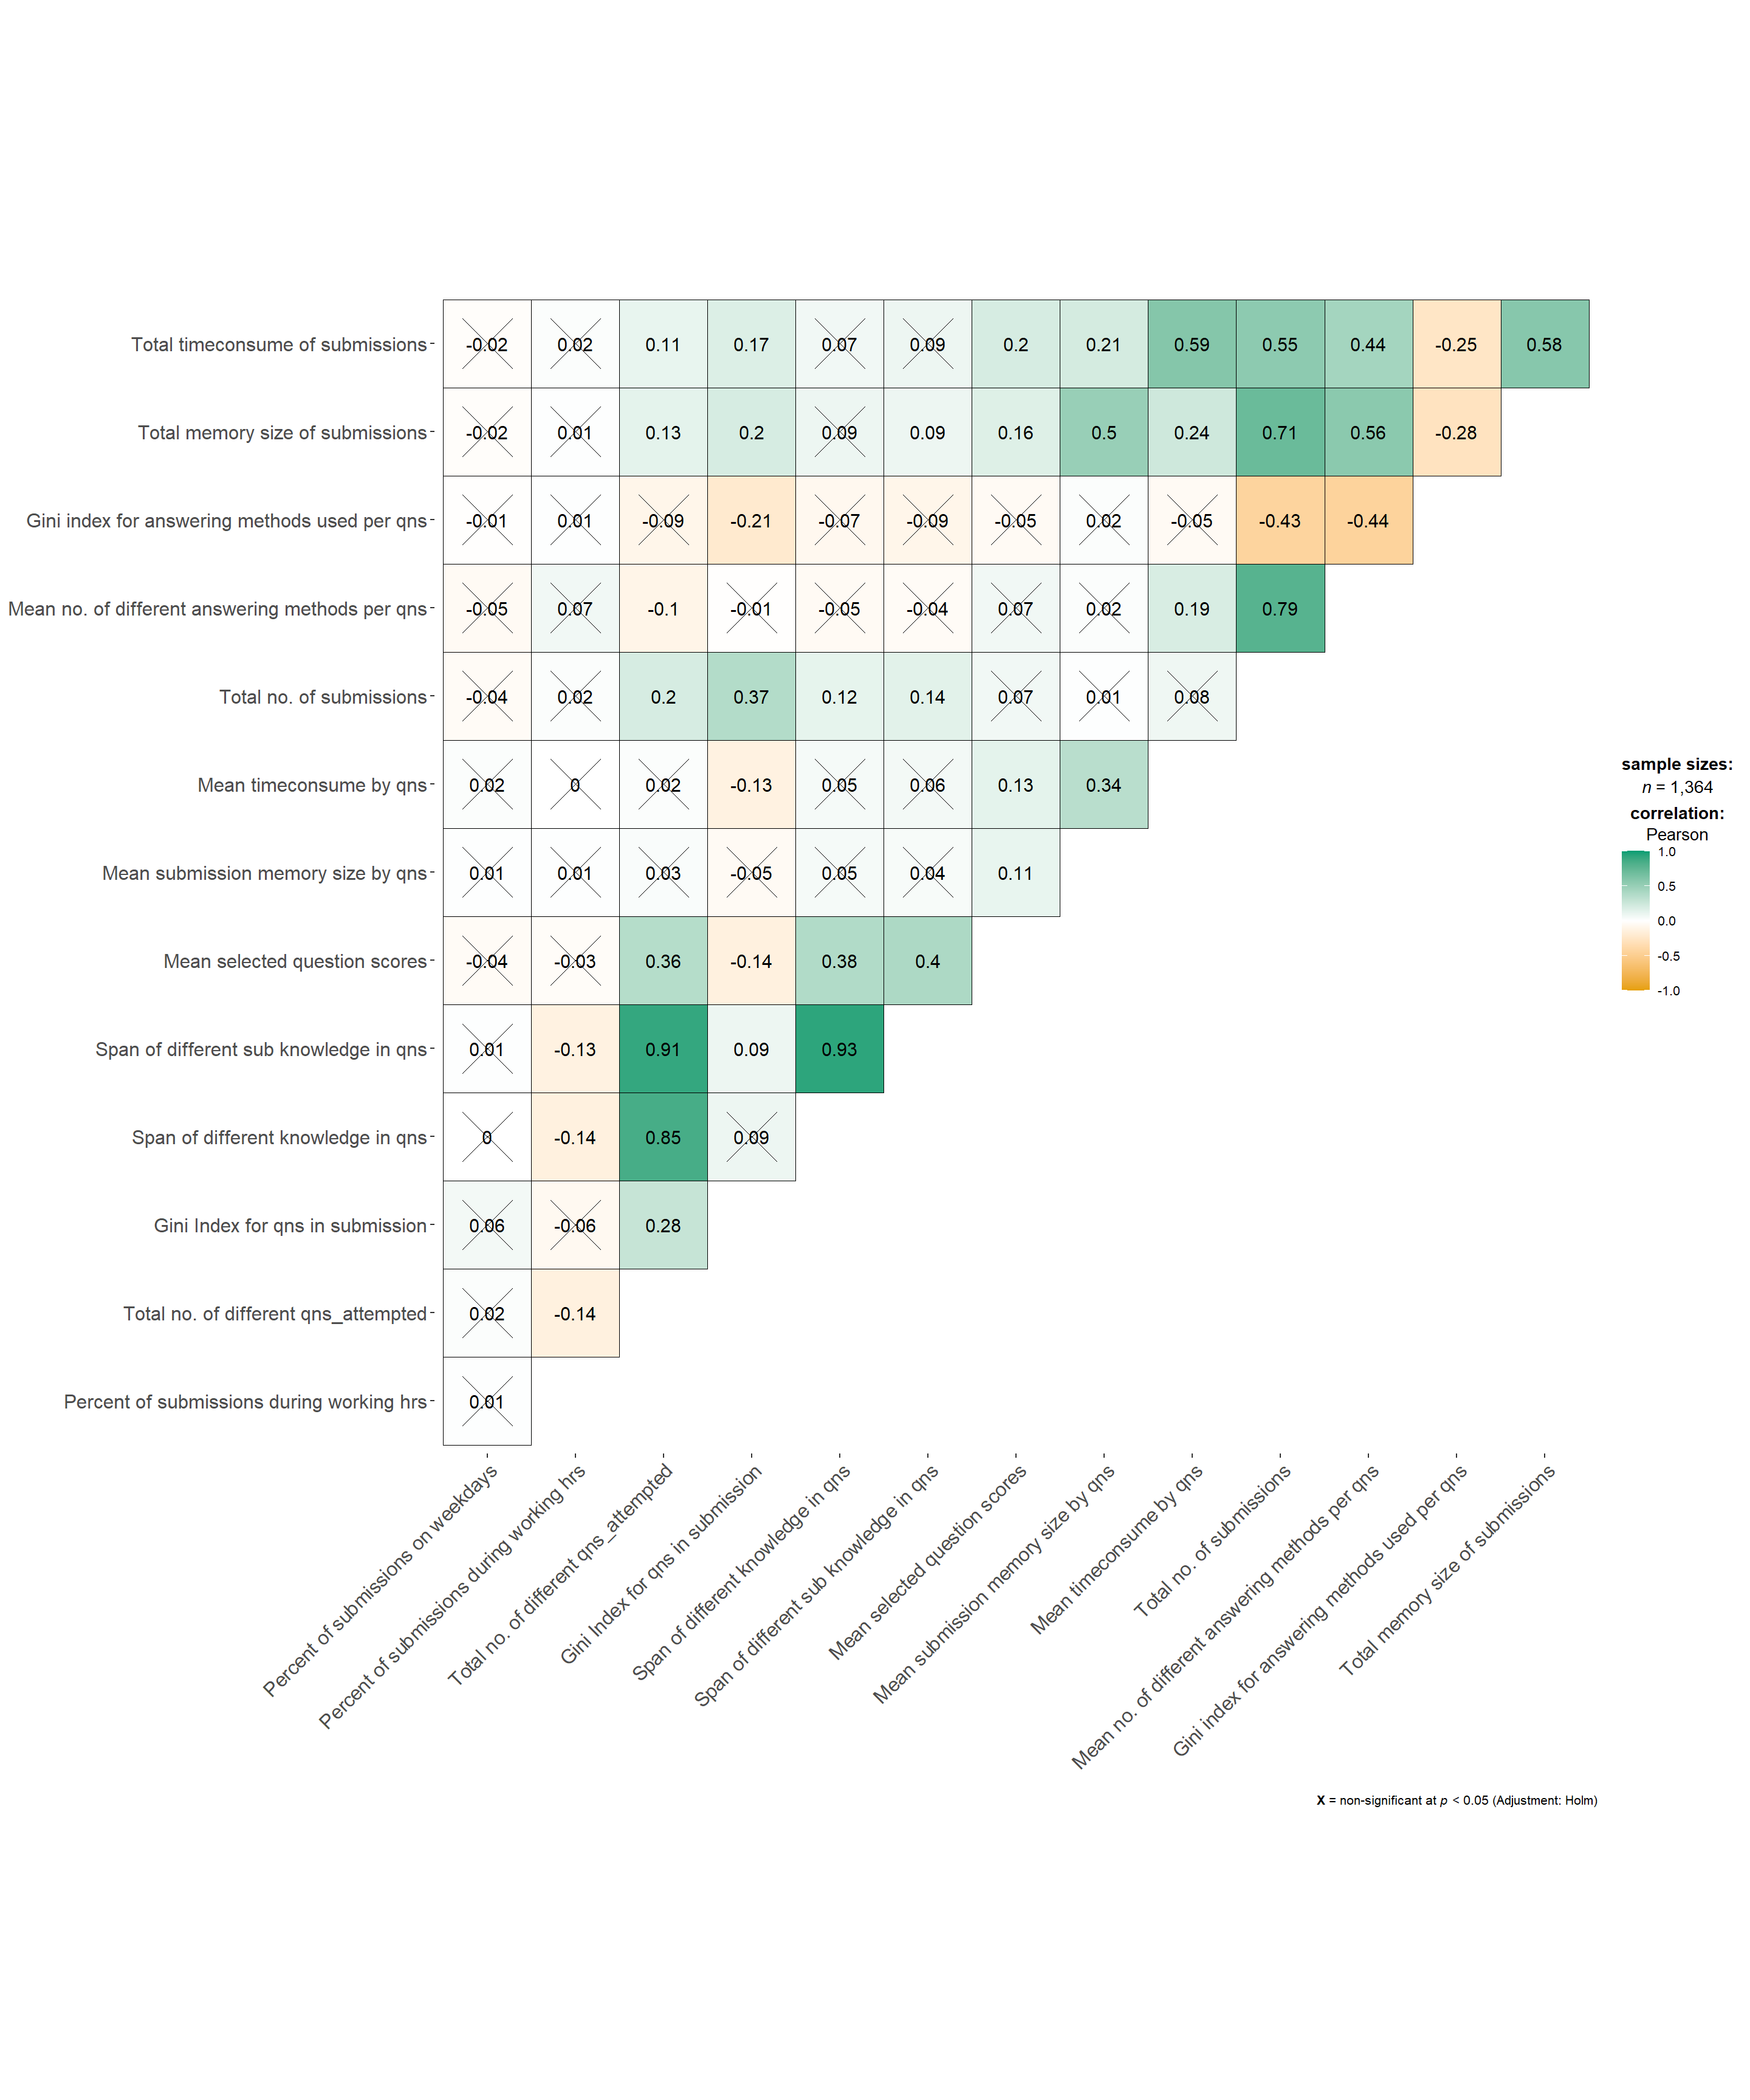 Total timeconsume of submissions -0.02 0.02 0.11 0.17 0.07 0.09 0.2 0.21 0.59 0.55 0.44 -0.25 0.58
Total memory size of submissions -0.02 0.01 0.13 0.2 0.09 0.09 0.16 0.5 0.24 0.71 0.56 -0.28
Gini index for answering methods used per qns -0.01 0.01 -0.09 -0.21 -0.07 -0.09 -0.05 0.02 -0.05 -0.43 -0.44
Mean no. of different answering methods per qns -0.05 0.07 -0.1 -0.01 -0.05 -0.04 0.07 0.02 0.19 0.79
Total no. of submissions -0.04 0.02 0.2 0.37 0.12 0.14 0.07 0.01 0.08
Mean timeconsume by qns 0.02 0 0.02 -0.13 0.05 0.06 0.13 0.34
Mean submission memory size by qns 0.01 0.01 0.03 -0.05 0.05 0.04 0.11
Mean selected question scores -0.04 -0.03 0.36 -0.14 0.38 0.4
Span of different sub knowledge in qns 0.01 -0.13 0.91 0.09 0.93
Span of different knowledge in qns 0 -0.14 0.85 0.09
Gini Index for qns in submission 0.06 -0.06 0.28
Total no. of different qns_attempted 0.02 -0.14
Percent of submissions during working hrs 0.01
Percent of submissions on weekdays
Percent of submissions during working hrs
Total no. of different qns_attempted
Gini Index for qns in submission
Span of different knowledge in qns
Span of different sub knowledge in qns
Mean selected question scores
Mean submission memory size by qns
Mean timeconsume by qns
Total no. of submissions
Mean no. of different answering methods per qns
Gini index for answering methods used per qns
Total memory size of submissions
sample sizes:
n = 1,364
correlation:
Pearson
1.0
0.5
0.0
-0.5
-1.0
X = non-significant at p < 0.05 (Adjustment: Holm)